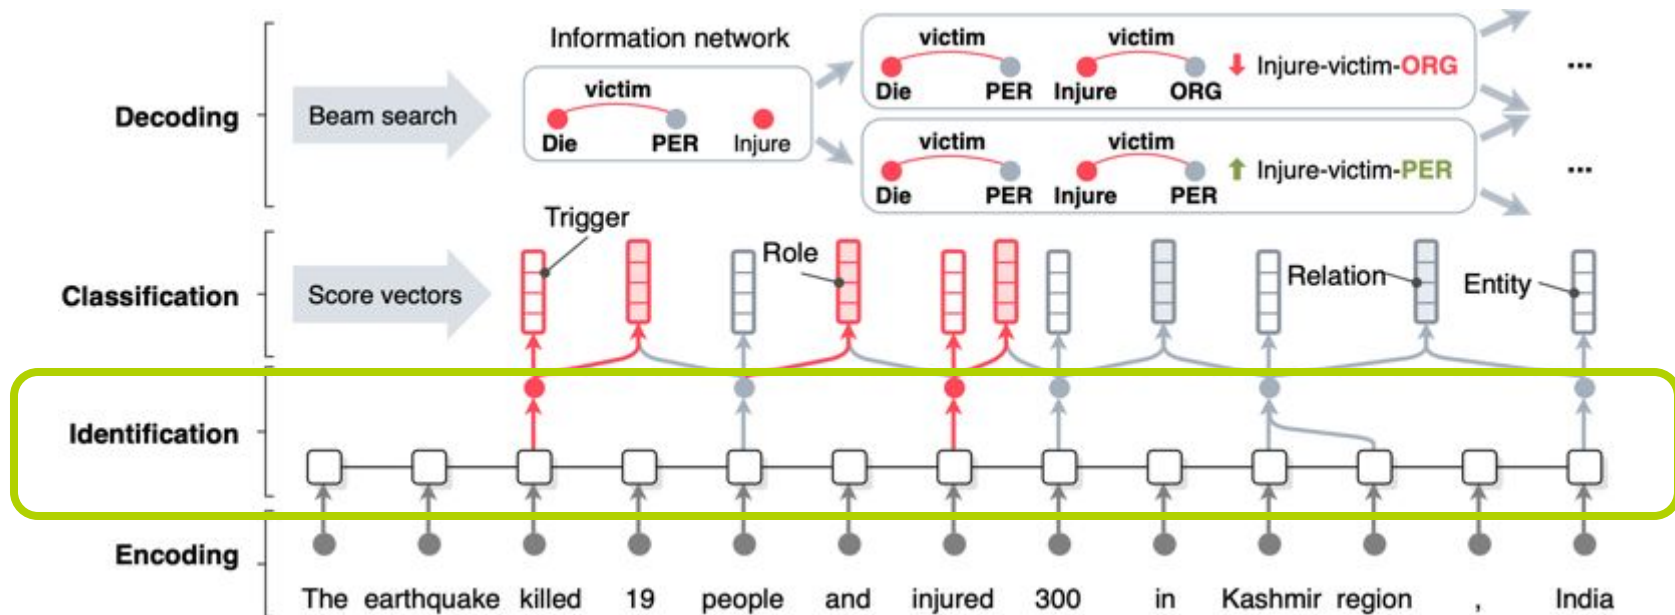 Information network
Decoding
Beam search
victim
Die PER Injure
victim victim
Die PER Injure ORG
Injure-victim-ORG
...
victim victim
Die PER Injure PER
Injure-victim-PER
...
Classification
Score vectors
Trigger
Role
Relation
Entity
Identification
Encoding
The earthquake killed 19 people and injured 300 in Kashmir region , India